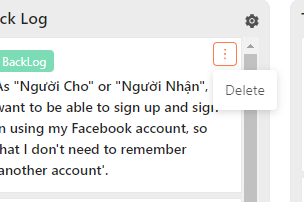 ck Log
BackLog
As "Người Cho" or "Người Nhận",
want to be able to sign up and sign
n using my Facebook account, so
hat I don't need to remember
another account'.
Delete